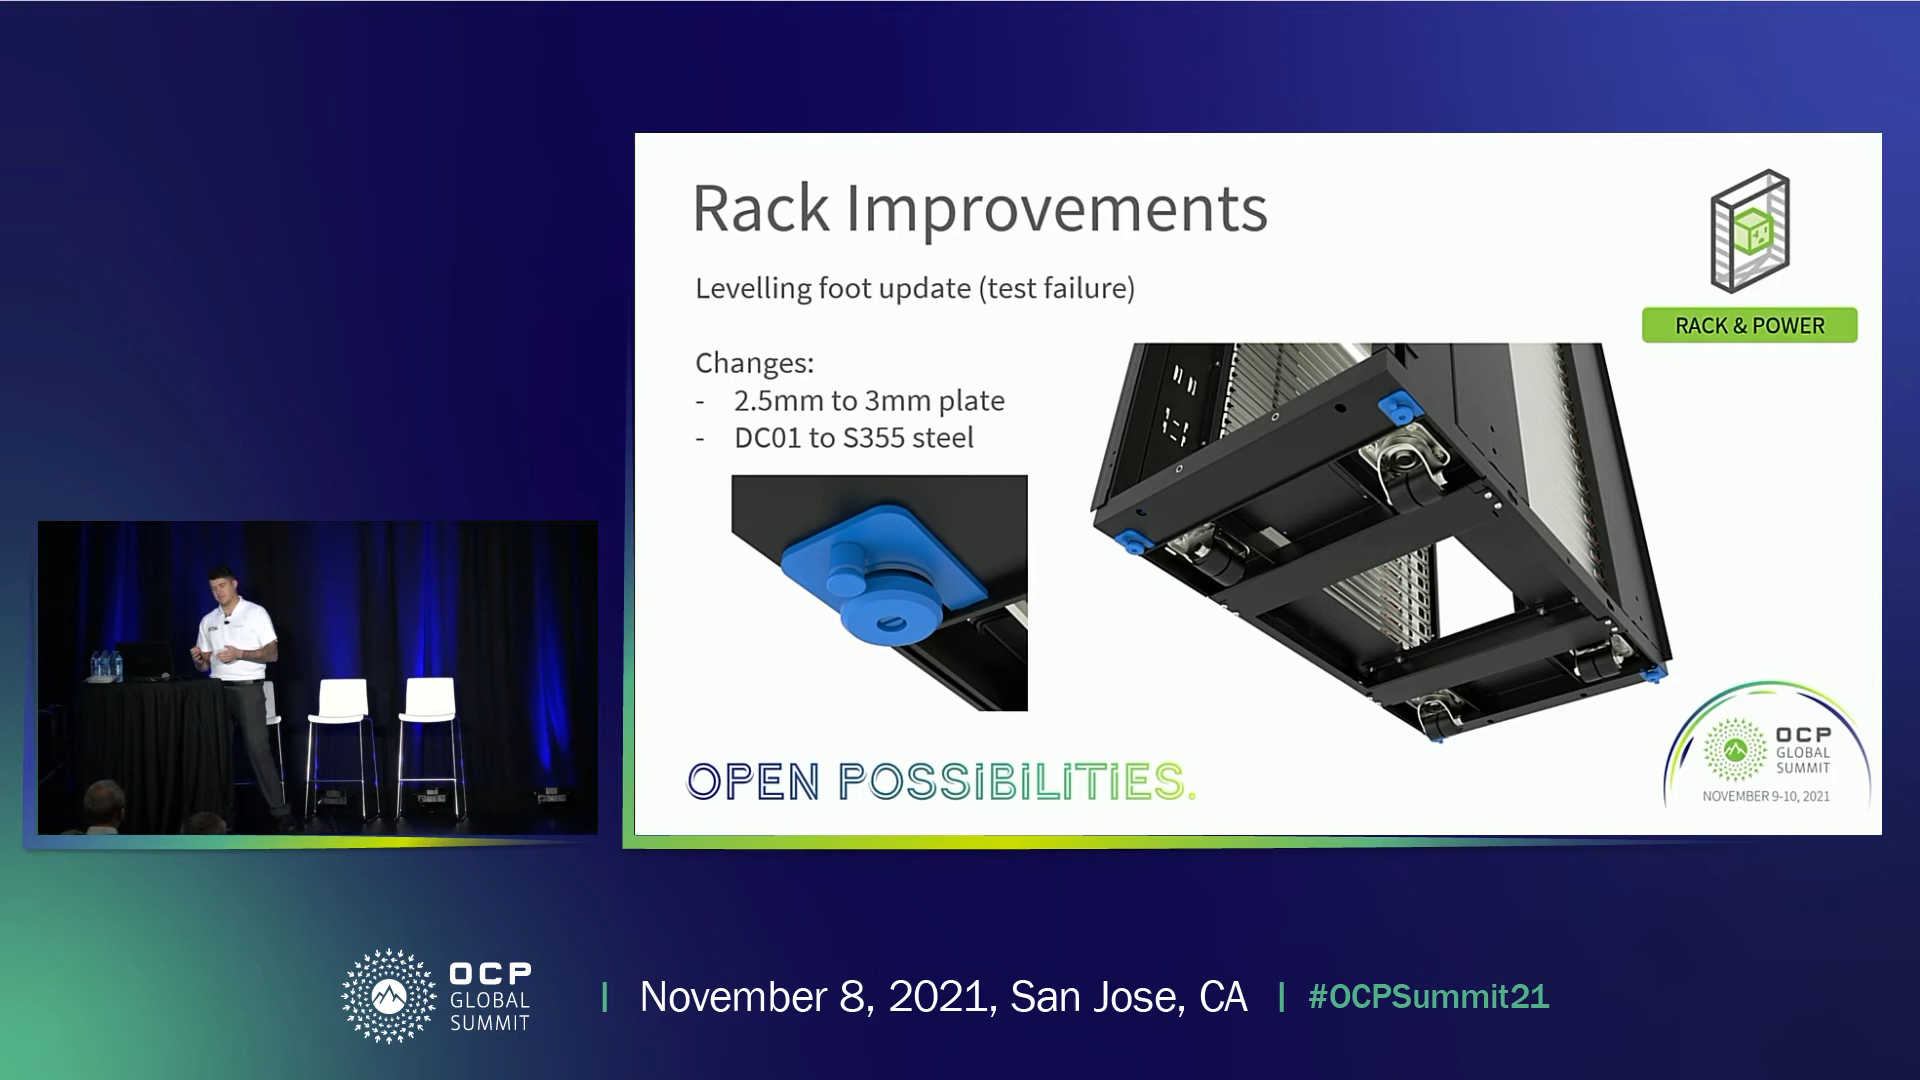 Rack Improvements
Levelling foot update (test failure)
Changes:
- 2.5mm to 3mm plate
- DC01 to S355 steel
RACK & POWER
OPEN POSSIBILITIES.
OCP
GLOBAL
SUMMIT
NOVEMBER 9-10, 2021
OCP
GLOBAL
SUMMIT
| November 8, 2021, San Jose, CA | #OCPSummit21